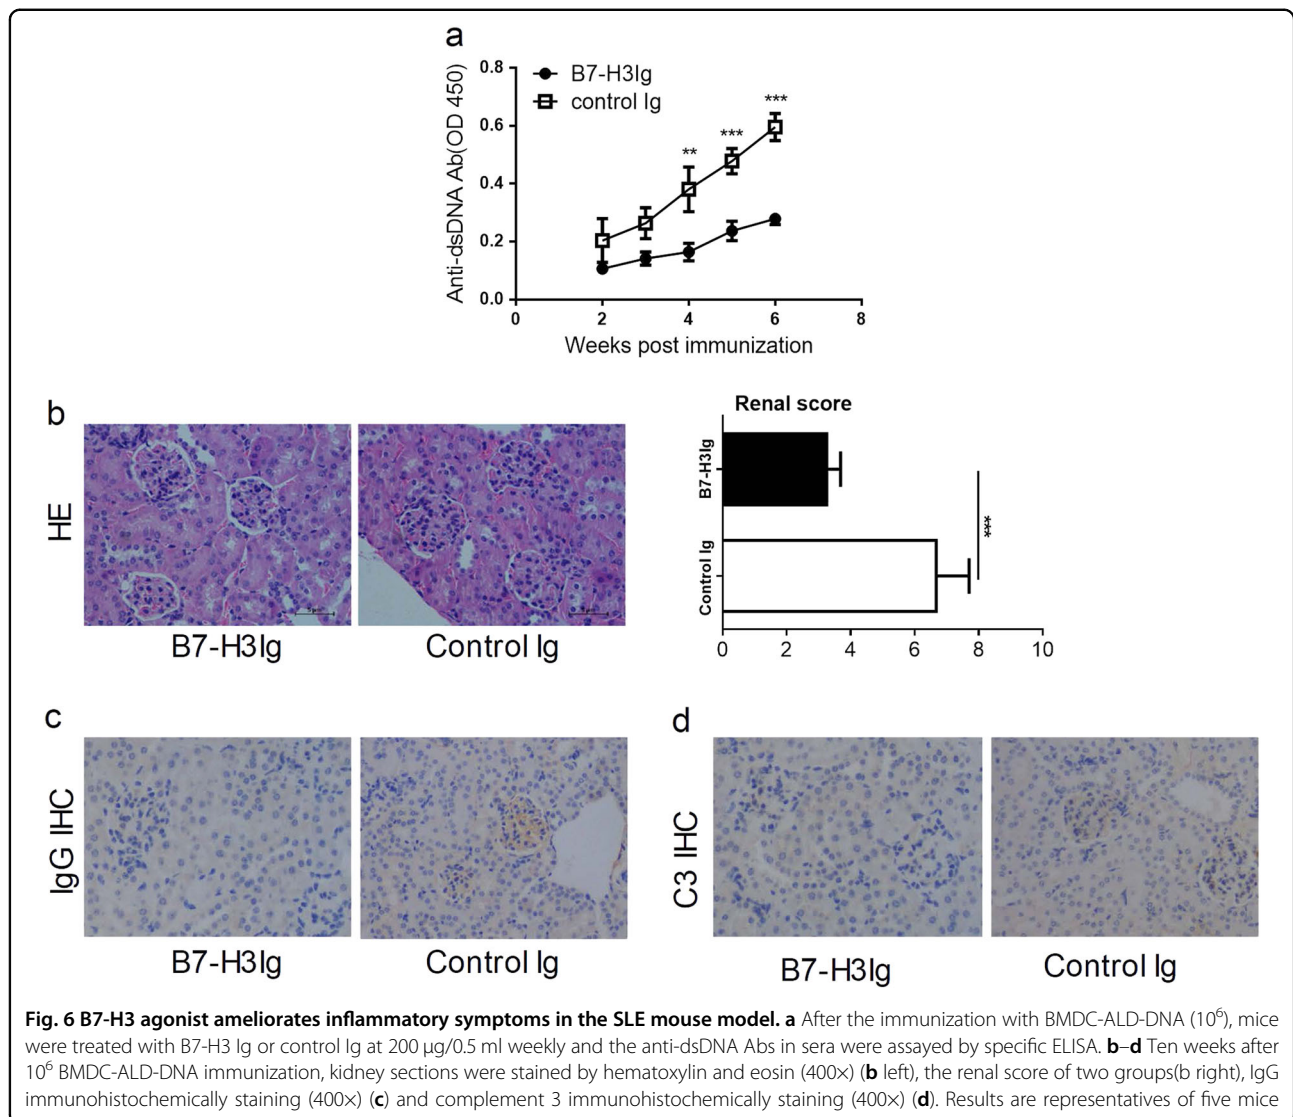 a
0.8
0.6
0.4
0.2
0.0
Anti-dsDNA Ab(OD 450)
B7-H3Ig
control Ig
**
***
***
0 2 4 6 8
Weeks post immunization
b
HE
B7-H3Ig
Control Ig
Renal score
B7-H3Ig
Control Ig
***
0 2 4 6 8 10
c
IgG IHC
B7-H3Ig
Control Ig
d
C3 IHC
B7-H3Ig
Control Ig
Fig. 6 B7-H3 agonist ameliorates inflammatory symptoms in the SLE mouse model. a After the immunization with BMDC-ALD-DNA (10⁶), mice
were treated with B7-H3 Ig or control Ig at 200 μg/0.5 ml weekly and the anti-dsDNA Abs in sera were assayed by specific ELISA. b–d Ten weeks after
10⁶ BMDC-ALD-DNA immunization, kidney sections were stained by hematoxylin and eosin (400×) (b left), the renal score of two groups(b right), IgG
immunohistochemically staining (400×) (c) and complement 3 immunohistochemically staining (400×) (d). Results are representatives of five mice